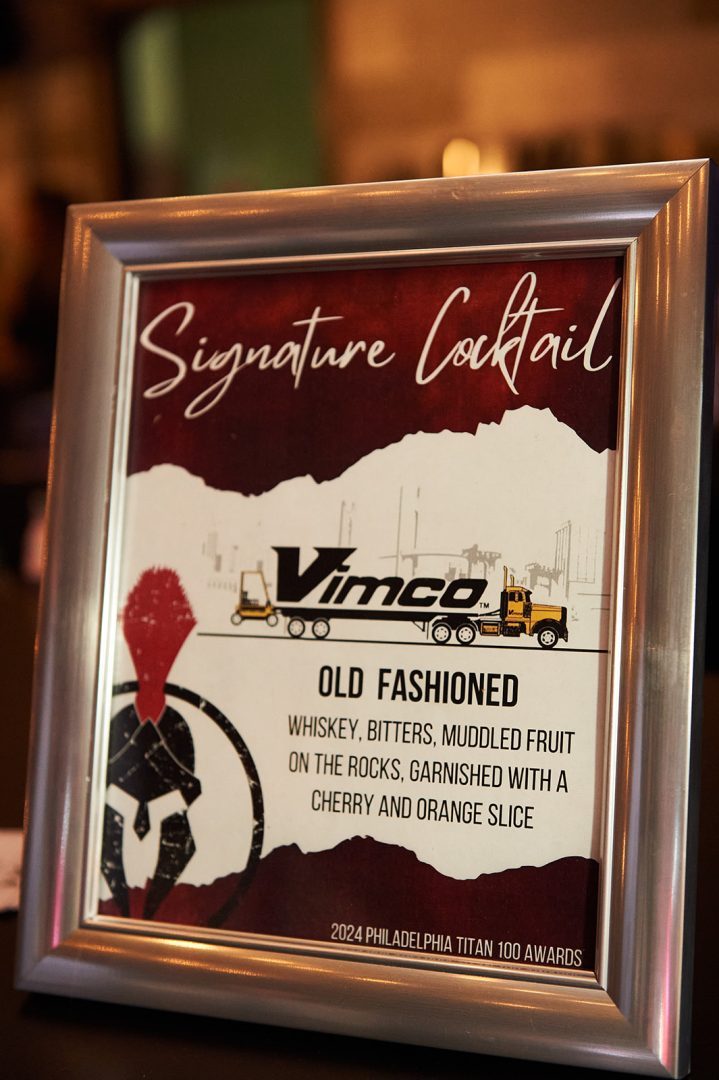 Signature Cocktail
Vimco™
OLD FASHIONED
WHISKEY, BITTERS, MUDDLED FRUIT
ON THE ROCKS, GARNISHED WITH A
CHERRY AND ORANGE SLICE
2024 PHILADELPHIA TITAN 100 AWARDS